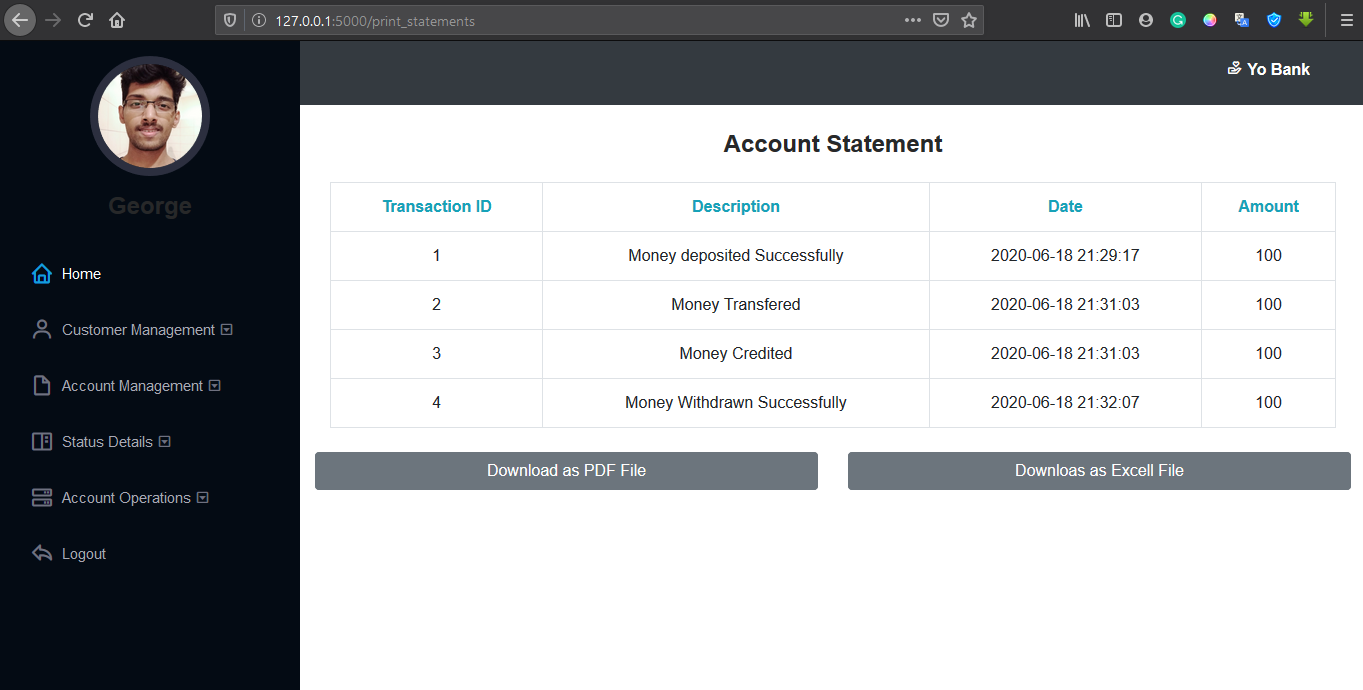 127.0.0.1:5000/print_statements
Yo Bank
George
Home
Customer Management
Account Management
Status Details
Account Operations
Logout
Account Statement
Transaction ID Description Date Amount
1 Money deposited Successfully 2020-06-18 21:29:17 100
2 Money Transfered 2020-06-18 21:31:03 100
3 Money Credited 2020-06-18 21:31:03 100
4 Money Withdrawn Successfully 2020-06-18 21:32:07 100
Download as PDF File Downloas as Excell File